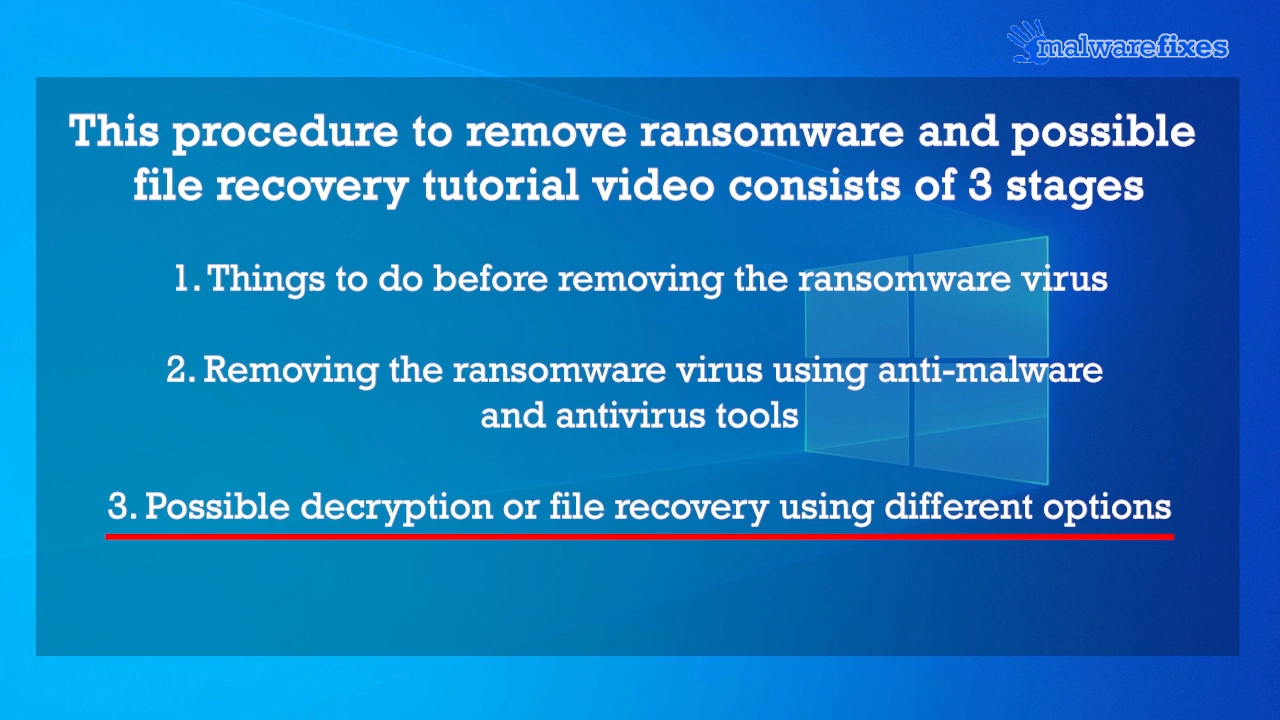 malwarefixes
This procedure to remove ransomware and possible
file recovery tutorial video consists of 3 stages
1. Things to do before removing the ransomware virus
2. Removing the ransomware virus using anti-malware
and antivirus tools
3. Possible decryption or file recovery using different options